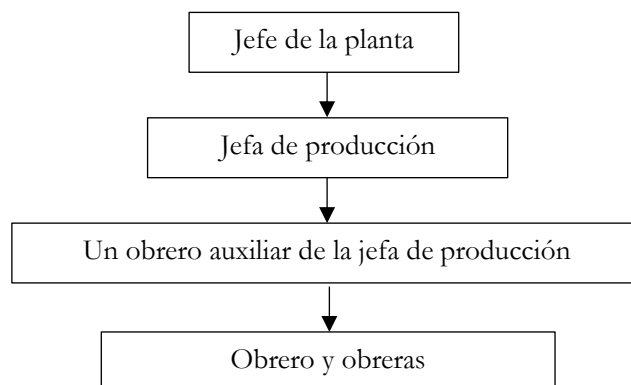 Jefe de la planta
Jefa de producción
Un obrero auxiliar de la jefa de producción
Obrero y obreras